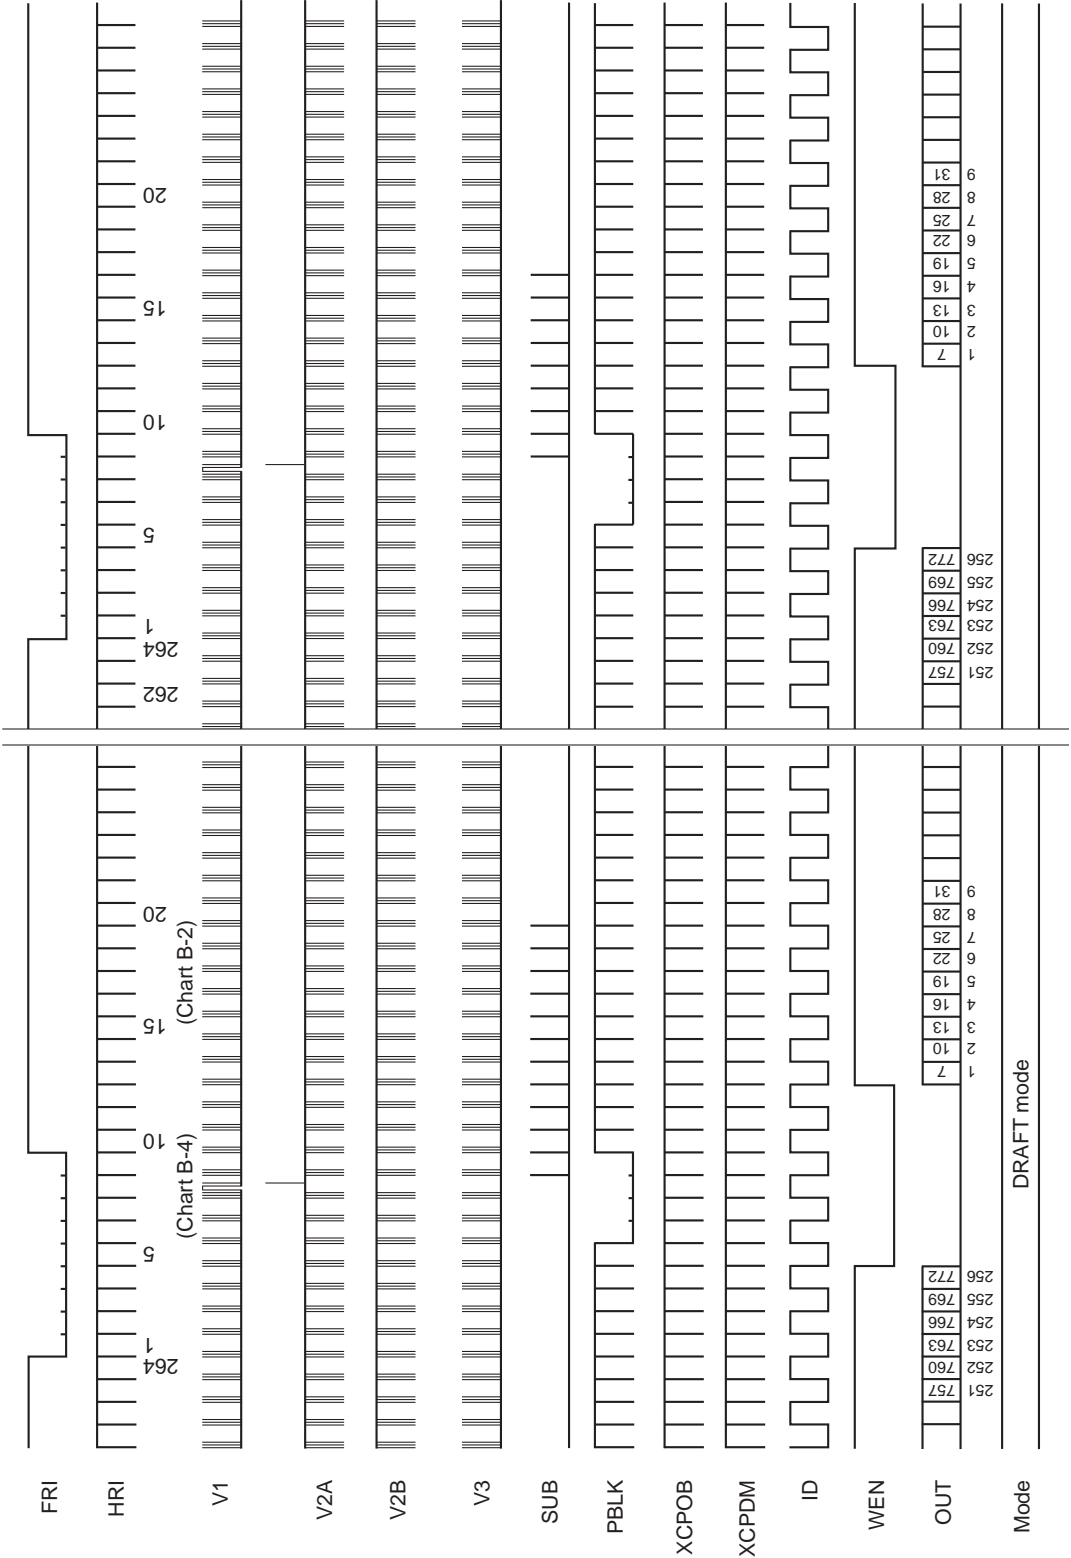 FRI
HRI
264 1 5 10 15 20 262 264 1 5 10 15 20
(Chart B-4) (Chart B-2)
V1
V2A
V2B
V3
SUB
PBLK
XCPOB
XCPDM
ID
WEN
OUT 757 760 763 766 769 772 7 10 13 16 19 22 25 28 31 757 760 763 766 769 772 7 10 13 16 19 22 25 28 31
251 252 253 254 255 256 1 2 3 4 5 6 7 8 9 251 252 253 254 255 256 1 2 3 4 5 6 7 8 9
Mode DRAFT mode